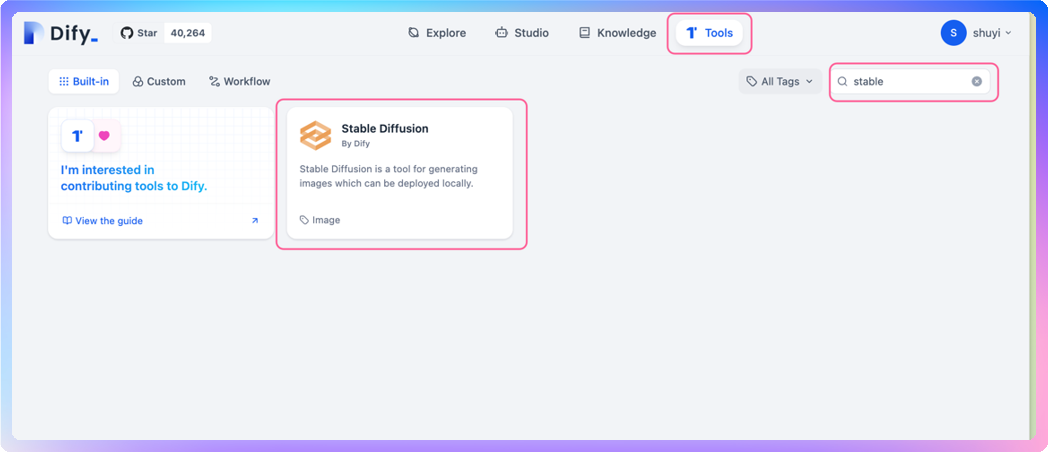 Dify_
Star 40,264
Explore
Studio
Knowledge
Tools
S
shuyi
Built-in
Custom
Workflow
All Tags
stable
I'm interested in
contributing tools to Dify.
View the guide
Stable Diffusion
By Dify
Stable Diffusion is a tool for generating
images which can be deployed locally.
Image